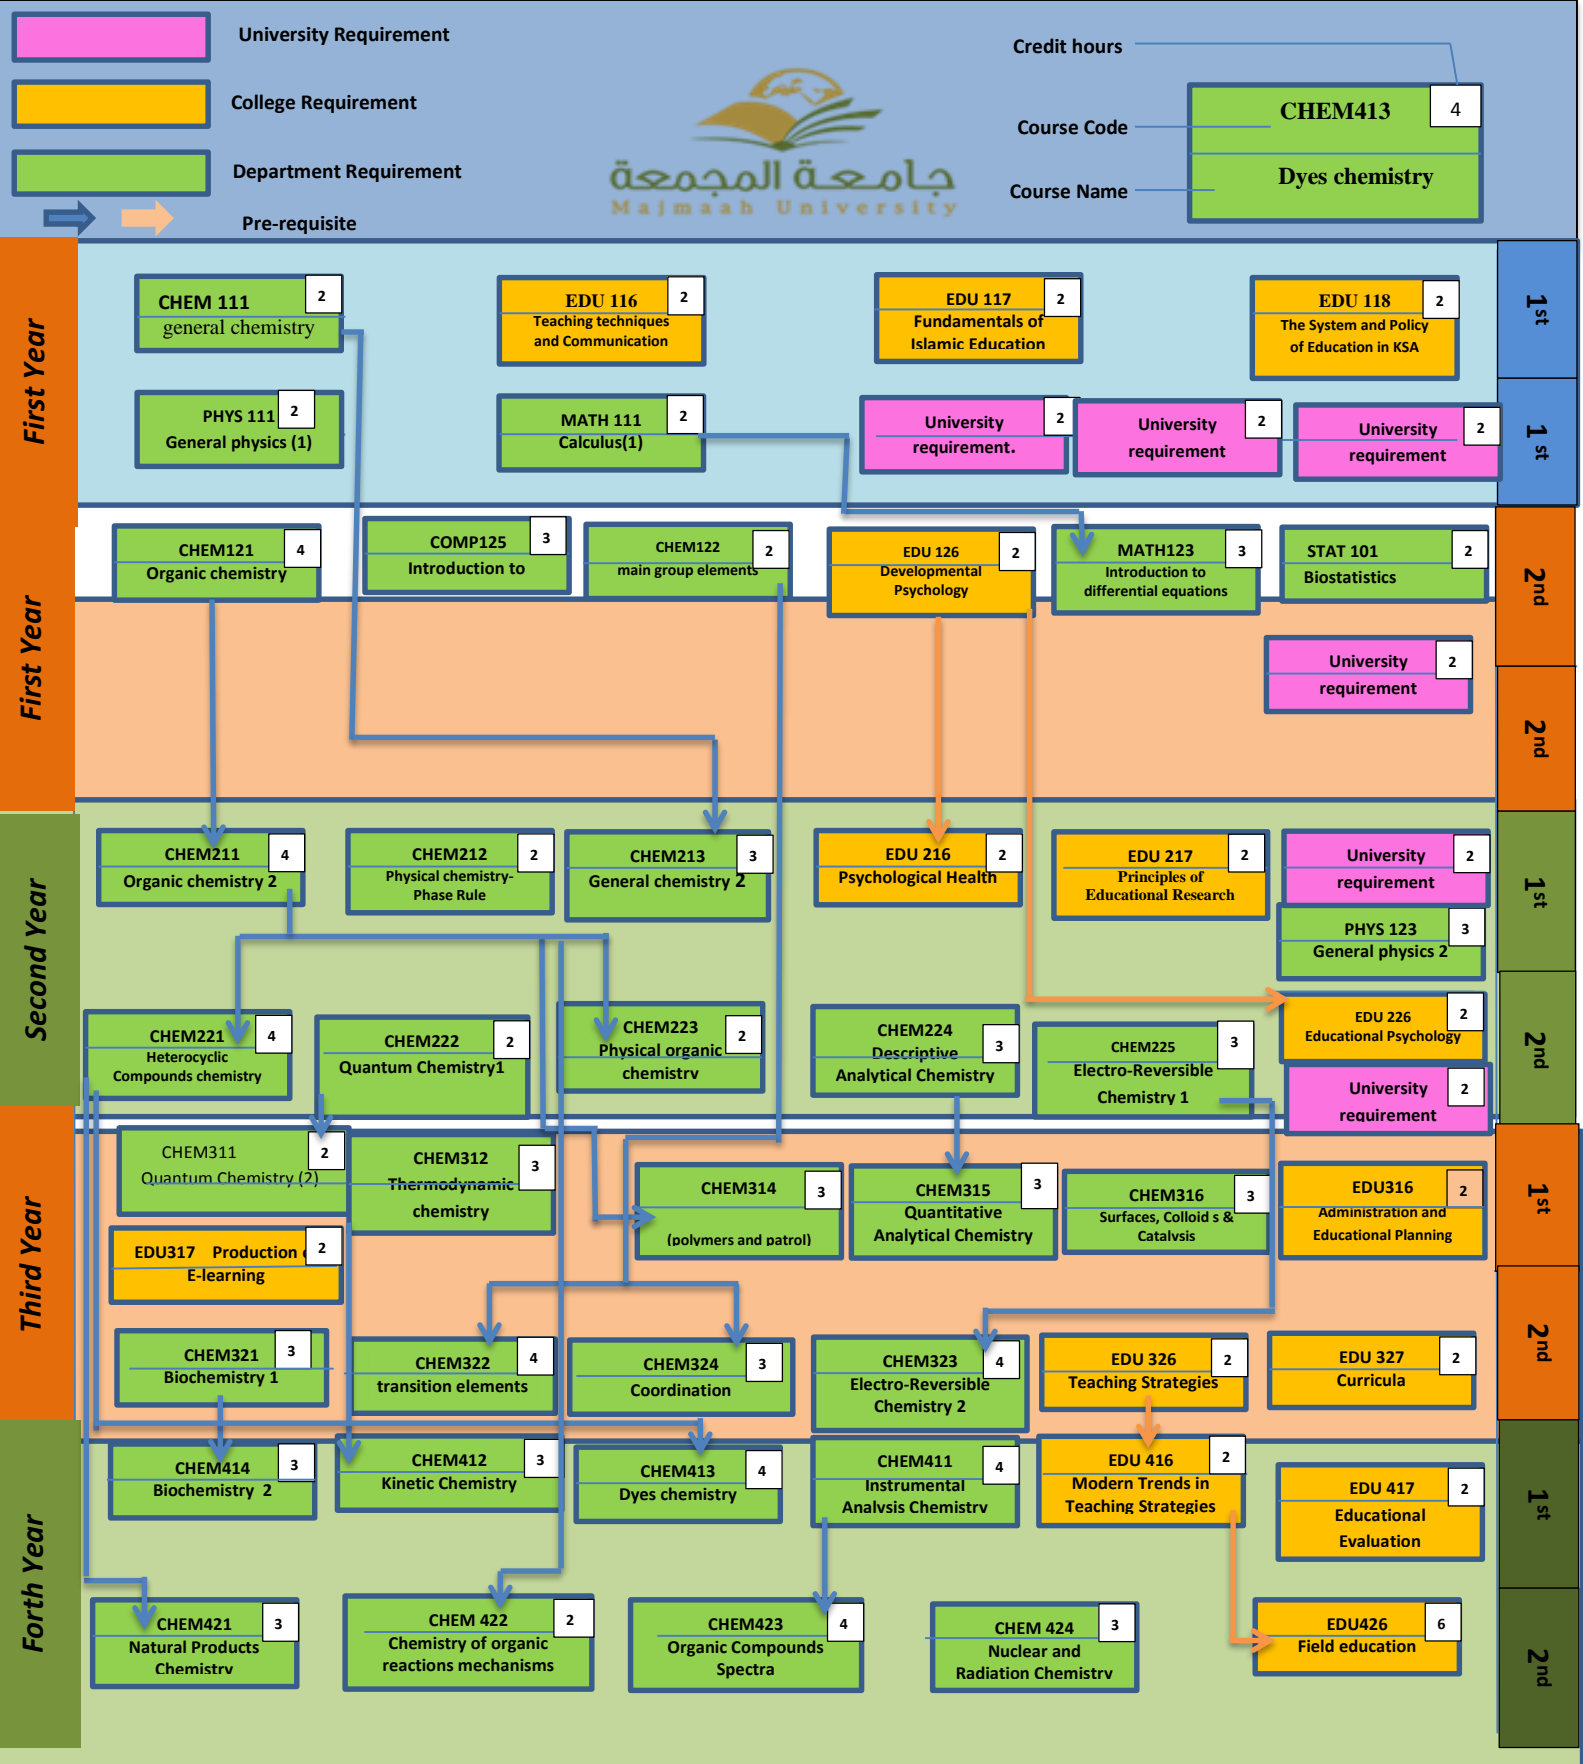 University Requirement
College Requirement
Department Requirement
Pre-requisite
جامعة المجمعة
Majmaah University
Credit hours
Course Code
Course Name
CHEM413
4
Dyes chemistry
First Year
1st
CHEM 111
2
general chemistry
EDU 116
2
Teaching techniques
and Communication
EDU 117
2
Fundamentals of
Islamic Education
EDU 118
2
The System and Policy
of Education in KSA
1st
PHYS 111
2
General physics (1)
MATH 111
2
Calculus(1)
University
2
requirement.
University
2
requirement
University
2
requirement
First Year
2nd
CHEM121
4
Organic chemistry
COMP125
3
Introduction to
CHEM122
2
main group elements
EDU 126
2
Developmental
Psychology
MATH123
3
Introduction to
differential equations
STAT 101
2
Biostatistics
University
2
requirement
2nd
Second Year
1st
CHEM211
4
Organic chemistry 2
CHEM212
2
Physical chemistry-
Phase Rule
CHEM213
3
General chemistry 2
EDU 216
2
Psychological Health
EDU 217
2
Principles of
Educational Research
University
2
requirement
PHYS 123
3
General physics 2
2nd
CHEM221
4
Heterocyclic
Compounds chemistry
CHEM222
2
Quantum Chemistry1
CHEM223
2
Physical organic
chemistry
CHEM224
3
Descriptive
Analytical Chemistry
CHEM225
3
Electro-Reversible
Chemistry 1
EDU 226
2
Educational Psychology
University
2
requirement
Third Year
1st
CHEM311
2
Quantum Chemistry (2)
CHEM312
3
Thermodynamic
chemistry
CHEM314
3
(polymers and patrol)
CHEM315
3
Quantitative
Analytical Chemistry
CHEM316
3
Surfaces, Colloid s &
Catalysis
EDU316
2
Administration and
Educational Planning
EDU317 Production
2
E-learning
2nd
CHEM321
3
Biochemistry 1
CHEM322
4
transition elements
CHEM324
3
Coordination
CHEM323
4
Electro-Reversible
Chemistry 2
EDU 326
2
Teaching Strategies
EDU 327
2
Curricula
Forth Year
1st
CHEM414
3
Biochemistry 2
CHEM412
3
Kinetic Chemistry
CHEM413
4
Dyes chemistry
CHEM411
4
Instrumental
Analysis Chemistry
EDU 416
2
Modern Trends in
Teaching Strategies
EDU 417
2
Educational
Evaluation
2nd
CHEM421
3
Natural Products
Chemistry
CHEM 422
2
Chemistry of organic
reactions mechanisms
CHEM423
4
Organic Compounds
Spectra
CHEM 424
3
Nuclear and
Radiation Chemistry
EDU426
6
Field education